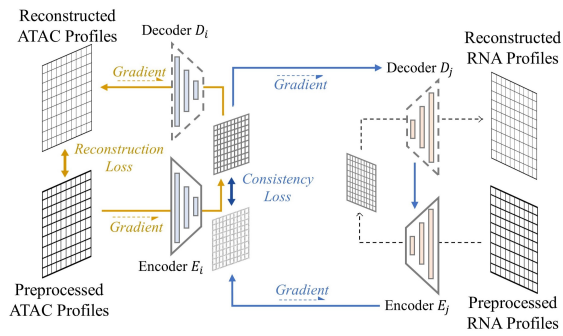 Reconstructed
ATAC Profiles
Decoder D_i
Gradient
Reconstruction
Loss
Gradient
Preprocessed
ATAC Profiles
Encoder E_i
Consistency
Loss
Gradient
Gradient
Decoder D_j
Encoder E_j
Reconstructed
RNA Profiles
Preprocessed
RNA Profiles